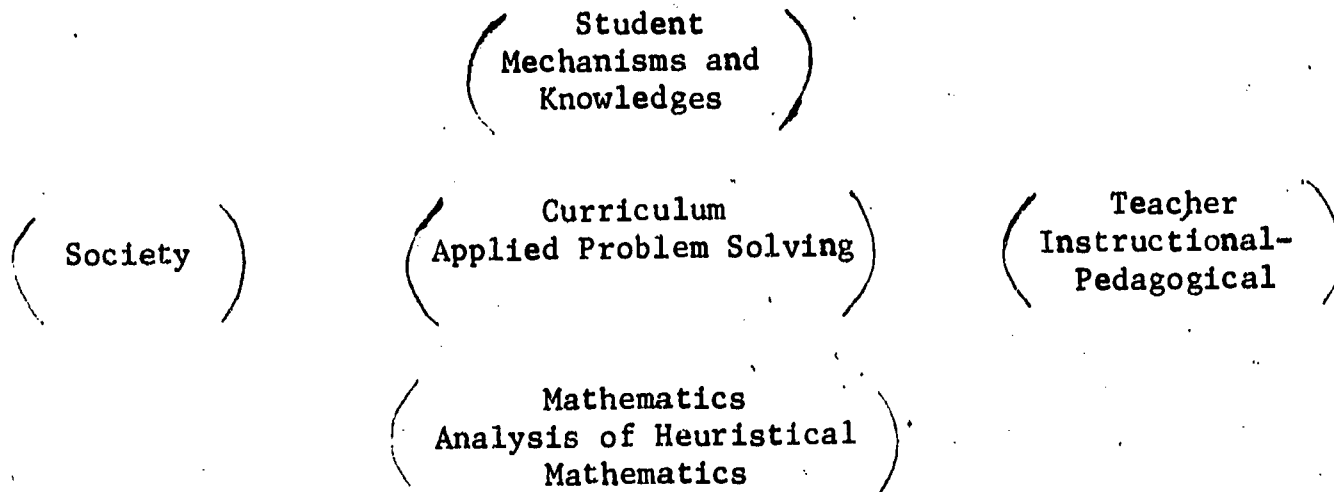 Student
Mechanisms and
Knowledges
Society
Curriculum
Applied Problem Solving
Teacher
Instructional-
Pedagogical
Mathematics
Analysis of Heuristical
Mathematics